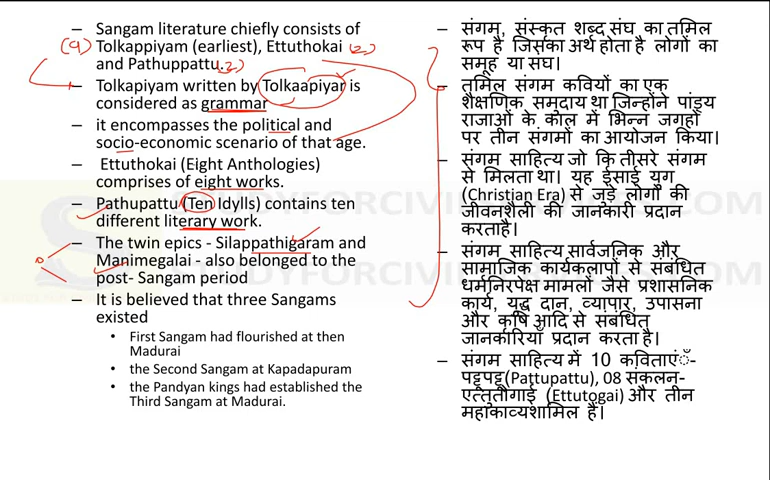 – Sangam literature chiefly consists of
(a) Tolkappiyam (earliest), Ettuthokai (2)
and Pathuppattu.(3)
– Tolkapiyam written by Tolkaapiyar is
considered as grammar
– it encompasses the political and
socio-economic scenario of that age.
– Ettuthokai (Eight Anthologies)
comprises of eight works.
– Pathupattu (Ten Idylls) contains ten
different literary work.
– The twin epics - Silappathigaram and
Manimegalai - also belonged to the
post- Sangam period
– It is believed that three Sangams
existed
• First Sangam had flourished at then
Madurai
• the Second Sangam at Kapadapuram
• the Pandyan kings had established the
Third Sangam at Madurai.
– संगम, संस्कृत शब्द संघ का तमिल
रूप है जिसका अर्थ होता है लोगों का
समूह या संघ।
– तमिल संगम कवियों का एक
शैक्षणिक समुदाय था जिन्होंने पांड्य
राजाओं के काल में भिन्न जगहों
पर तीन संगमों का आयोजन किया।
– संगम साहित्य जो कि तीसरे संगम
से मिलता था। यह ईसाई युग
(Christian Era) से जुड़े लोगों की
जीवनशैली की जानकारी प्रदान
करताहै।
– संगम साहित्य सार्वजनिक और
सामाजिक कार्यकलापों से संबंधित
धर्मनिरपेक्ष मामलों जैसे प्रशासनिक
कार्य, युद्ध दान, व्यापार, उपासना
और कृषि आदि से संबंधित
जानकारियाँ प्रदान करता है।
– संगम साहित्य में 10 कविताएंँ-
पट्टूपट्टू(Pattupattu), 08 संकलन-
एत्तुतौगाई (Ettutogai) और तीन
महाकाव्यशामिल हैं।
STUDYFORCIVILSERVICES.COM